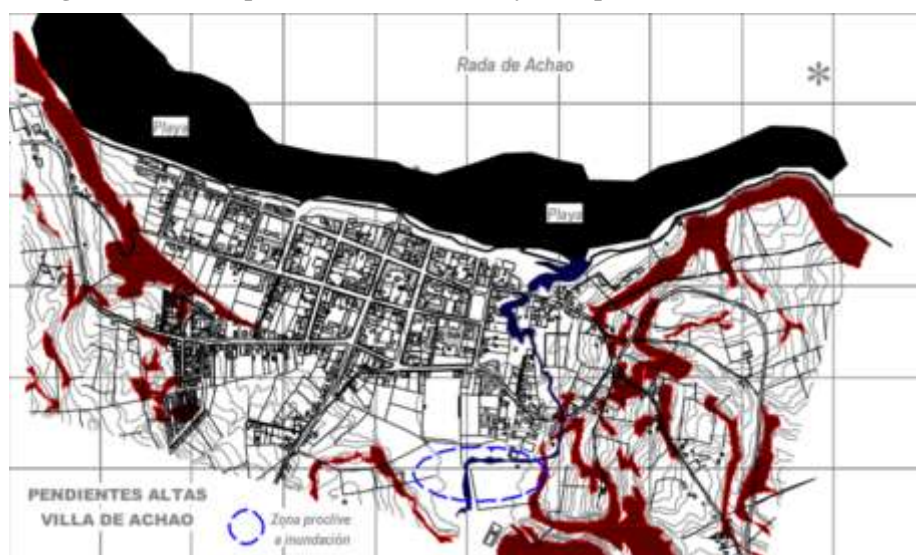 Rada de Achao
Playa
Playa
PENDIENTES ALTAS
VILLA DE ACHAO
Zona proclive
a inundación